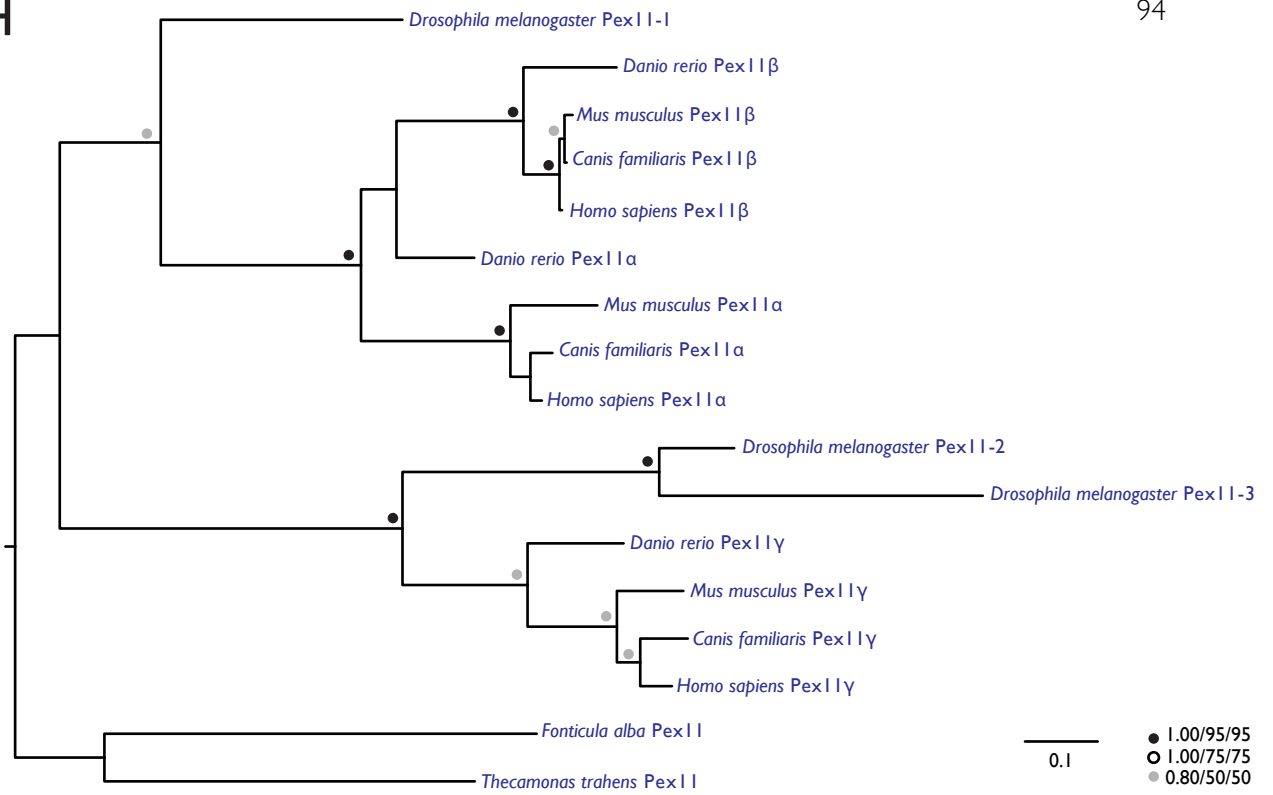 H
94
Drosophila melanogaster Pex11-1
Danio rerio Pex11β
Mus musculus Pex11β
Canis familiaris Pex11β
Homo sapiens Pex11β
Danio rerio Pex11α
Mus musculus Pex11α
Canis familiaris Pex11α
Homo sapiens Pex11α
Drosophila melanogaster Pex11-2
Drosophila melanogaster Pex11-3
Danio rerio Pex11γ
Mus musculus Pex11γ
Canis familiaris Pex11γ
Homo sapiens Pex11γ
Fonticula alba Pex11
Thecamonas trahens Pex11
0.1
1.00/95/95
1.00/75/75
0.80/50/50